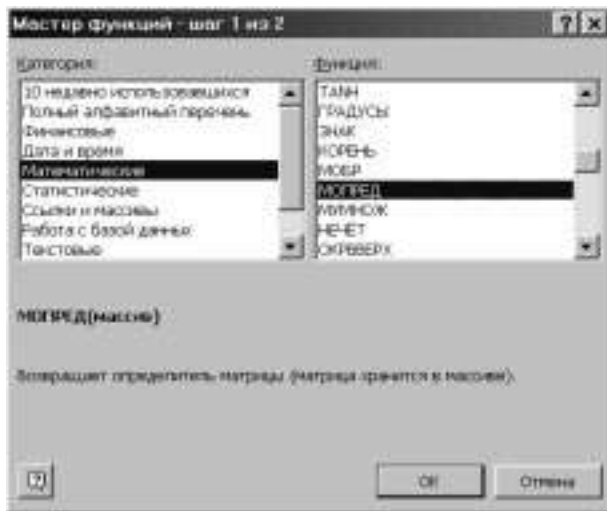 Мастер функций - шаг 1 из 2
Категория:
10 недавно использовавшихся
Полный алфавитный перечень
Финансовые
Дата и время
Математические
Статистические
Ссылки и массивы
Работа с базой данных
Текстовые
Функция:
TANH
ГРАДУСЫ
ЗНАК
КОРЕНЬ
МОБР
МОПРЕД
МУМНОЖ
НЕЧЕТ
ОКРВВЕРХ
МОПРЕД(массив)
Возвращает определитель матрицы (матрица хранится в массиве).
OK
Отмена